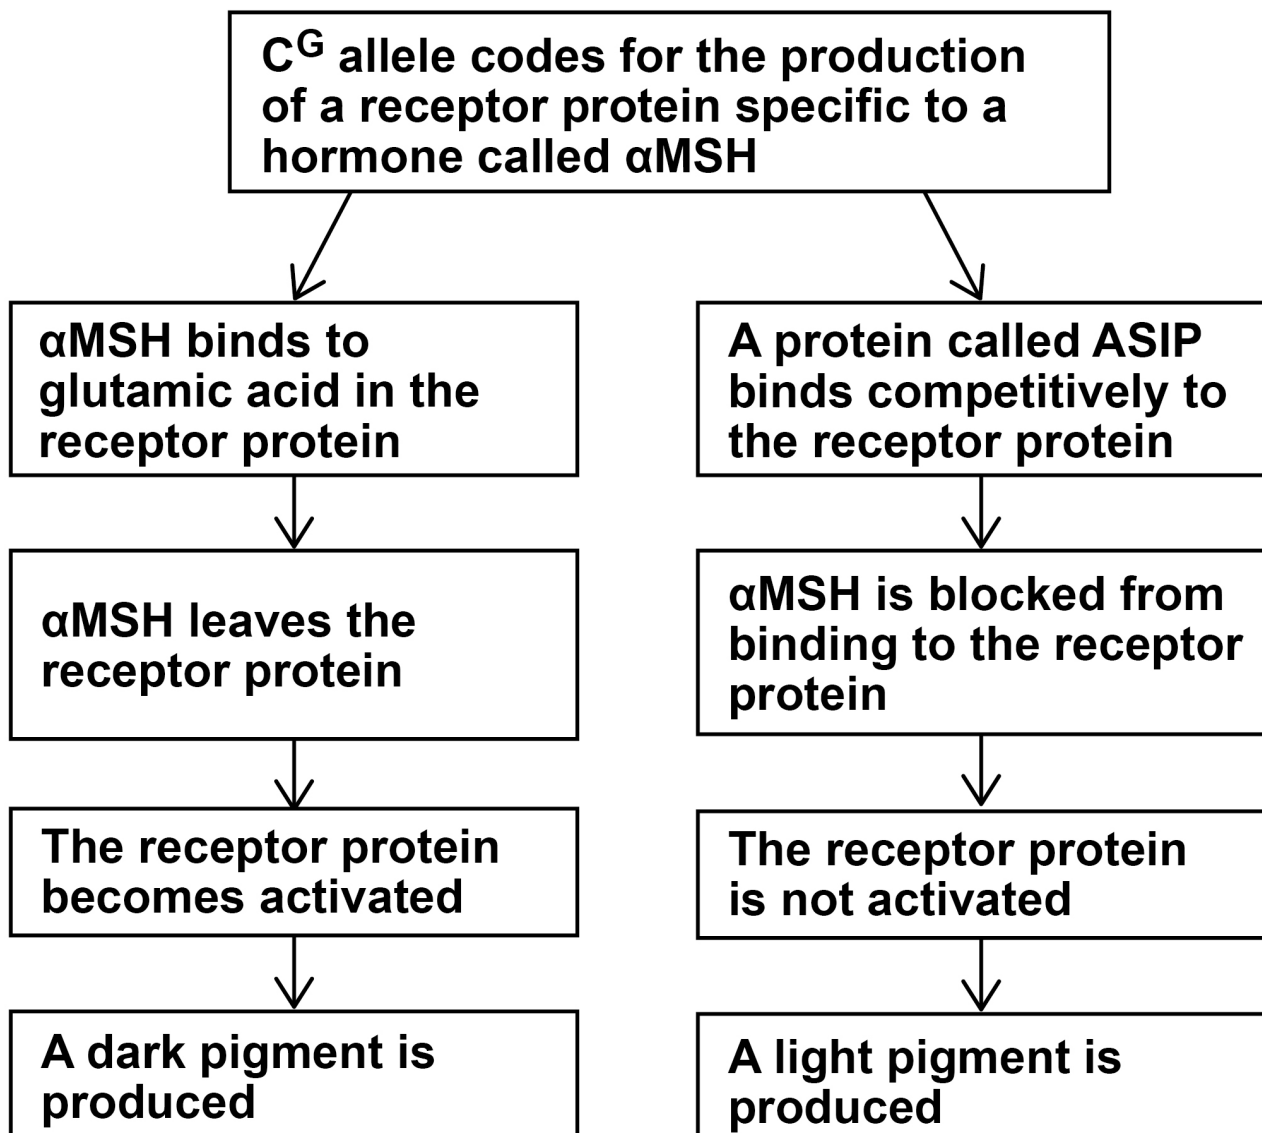 Cᴳ allele codes for the production
of a receptor protein specific to a
hormone called αMSH
αMSH binds to
glutamic acid in the
receptor protein
αMSH leaves the
receptor protein
The receptor protein
becomes activated
A dark pigment is
produced
A protein called ASIP
binds competitively to
the receptor protein
αMSH is blocked from
binding to the receptor
protein
The receptor protein
is not activated
A light pigment is
produced